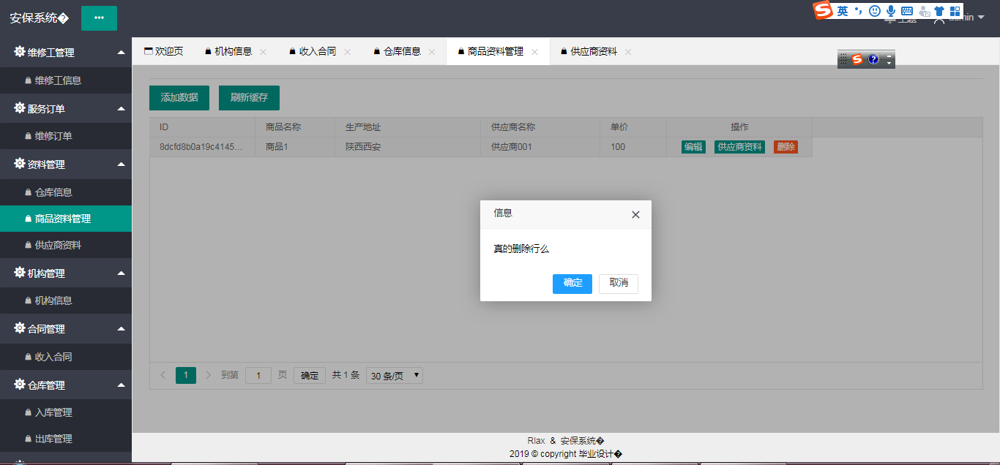 安保系统�
•••
英
主题
admin
维修工管理
维修工信息
服务订单
维修订单
资料管理
仓库信息
商品资料管理
供应商资料
机构管理
机构信息
合同管理
收入合同
仓库管理
入库管理
出库管理
欢迎页 机构信息 收入合同 仓库信息 商品资料管理 供应商资料
添加数据 刷新缓存
ID 商品名称 生产地址 供应商名称 单价 操作
8dcfd8b0a19c4145... 商品1 陕西西安 供应商001 100 编辑 供应商资料 删除
信息
真的删除行么
确定 取消
1 到第 1 页 确定 共 1 条 30 条/页
Rlax & 安保系统�
2019 © copyright 毕业设计�